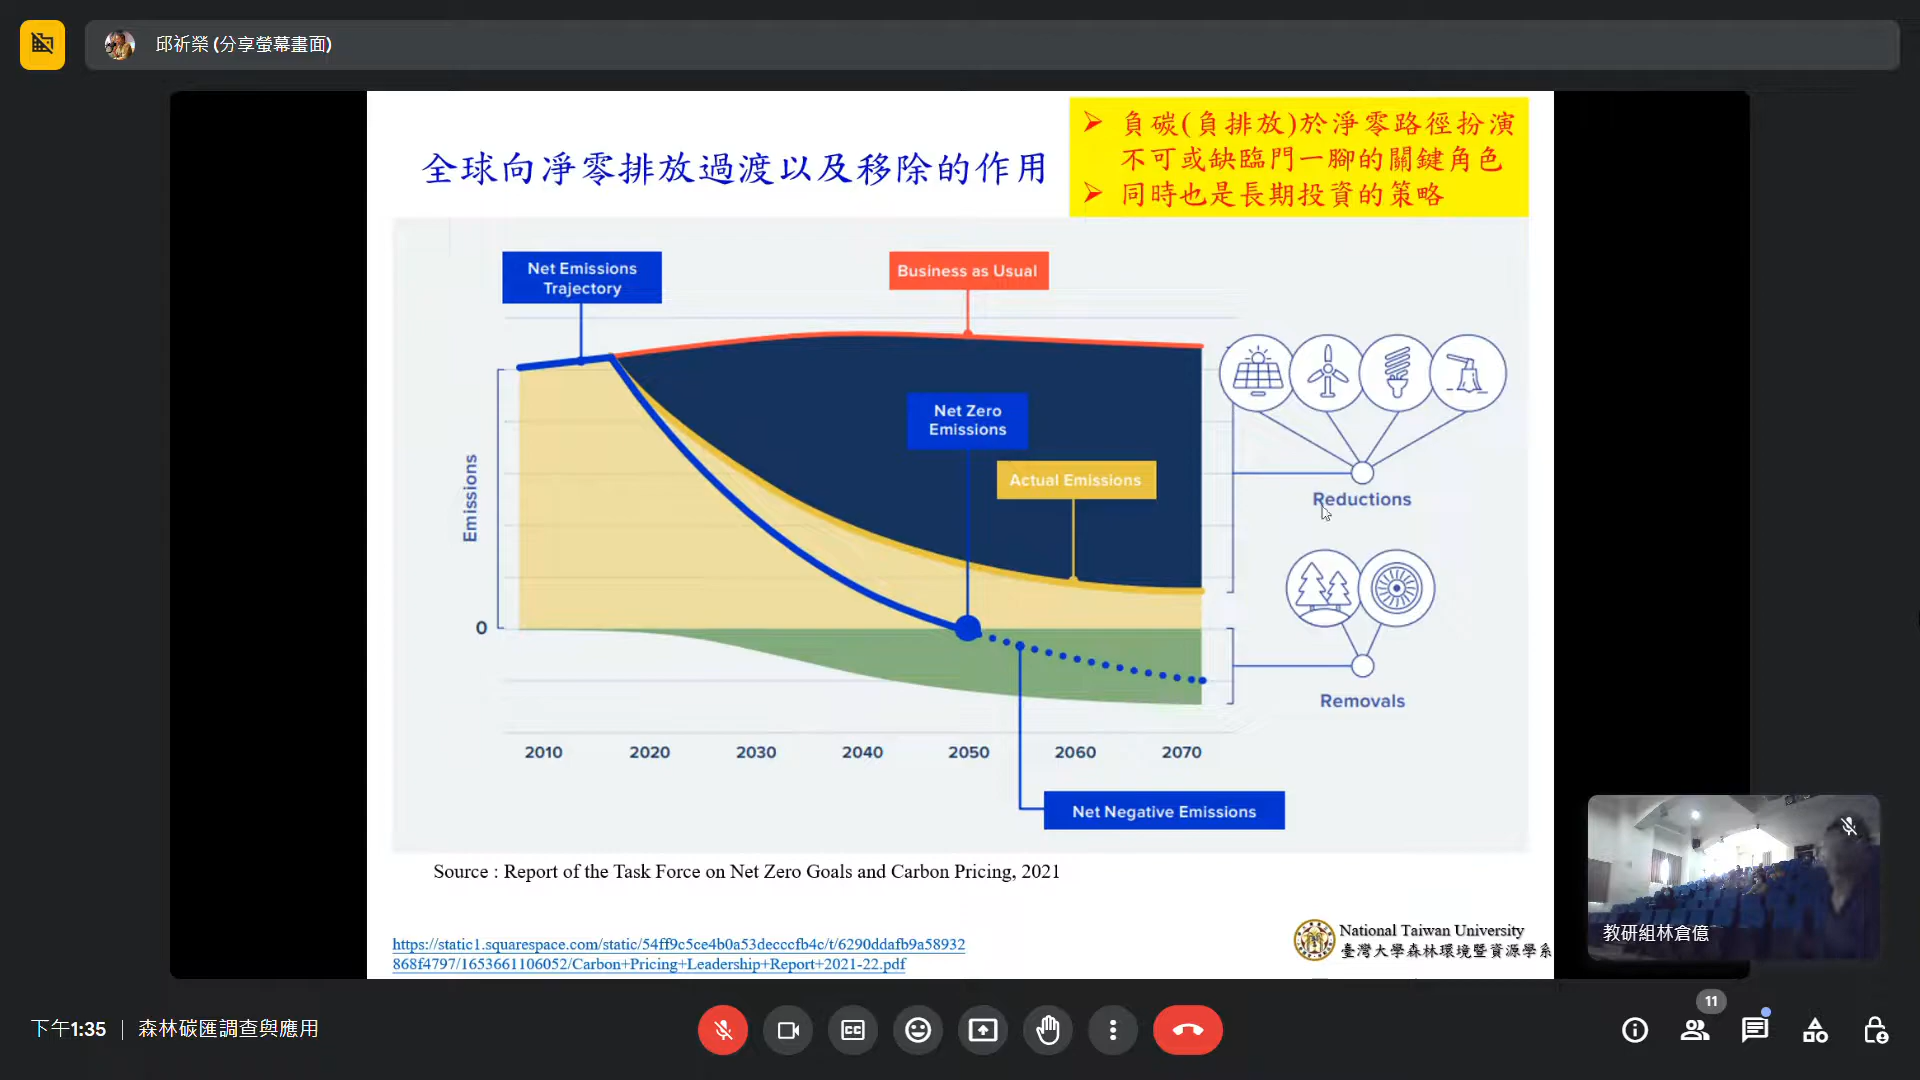 邱祈榮 (分享螢幕畫面)
全球向淨零排放過渡以及移除的作用
➢ 負碳(負排放)於淨零路徑扮演
不可或缺臨門一腳的關鍵角色
➢ 同時也是長期投資的策略
Net Emissions
Trajectory
Business as Usual
Net Zero
Emissions
Actual Emissions
Emissions
0
Reductions
Removals
2010 2020 2030 2040 2050 2060 2070
Net Negative Emissions
Source : Report of the Task Force on Net Zero Goals and Carbon Pricing, 2021
https://static1.squarespace.com/static/54ff9c5ce4b0a53decccfb4c/t/6290ddafb9a58932
868f4797/1653661106052/Carbon+Pricing+Leadership+Report+2021-22.pdf
National Taiwan University
臺灣大學森林環境暨資源學系
教研組林倉億
下午1:35 | 森林碳匯調查與應用
CC
11